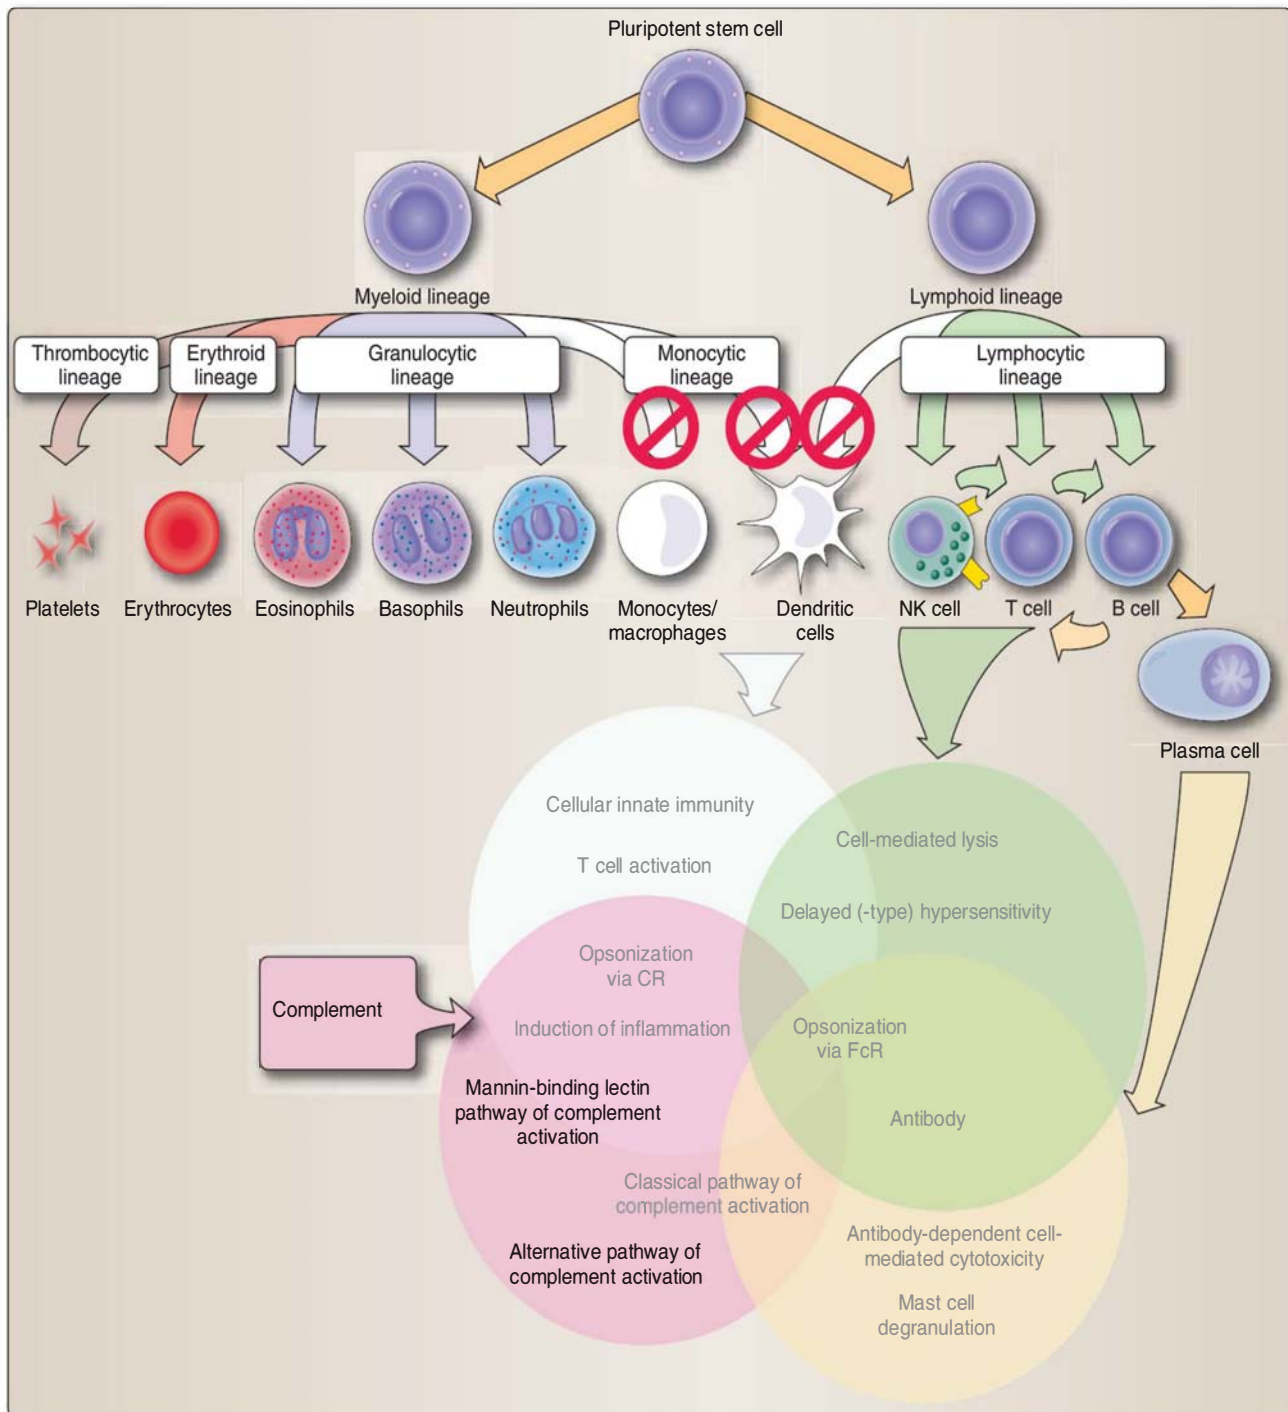 Pluripotent stem cell
Myeloid lineage
Lymphoid lineage
Thrombocytic
lineage
Erythroid
lineage
Granulocytic
lineage
Monocytic
lineage
Lymphocytic
lineage
Platelets
Erythrocytes
Eosinophils
Basophils
Neutrophils
Monocytes/
macrophages
Dendritic
cells
NK cell
T cell
B cell
Plasma cell
Cellular innate immunity
T cell activation
Cell-mediated lysis
Delayed (-type) hypersensitivity
Opsonization
via CR
Complement
Induction of inflammation
Opsonization
via FcR
Mannin-binding lectin
pathway of complement
activation
Antibody
Classical pathway of
complement activation
Alternative pathway of
complement activation
Antibody-dependent cell-
mediated cytotoxicity
Mast cell
degranulation